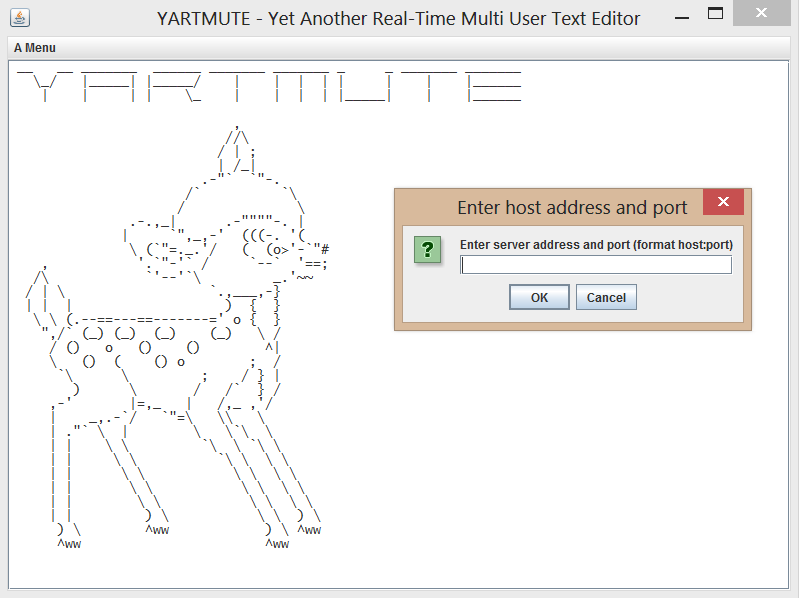 YARTMUTE - Yet Another Real-Time Multi User Text Editor
A Menu
YARTMUTE
Enter host address and port
Enter server address and port (format host:port)
OK
Cancel